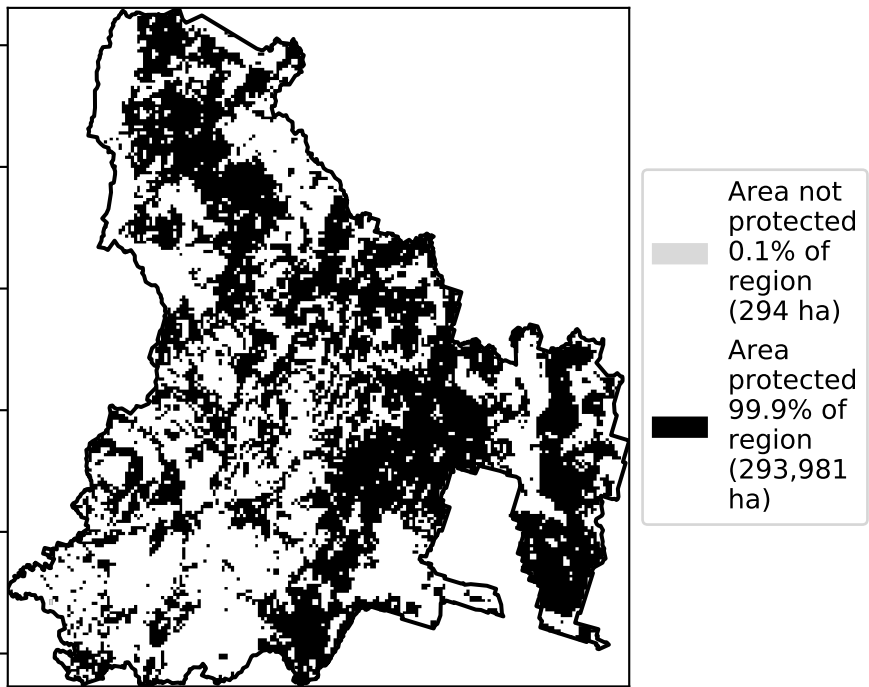 Area not
protected
0.1% of
region
(294 ha)
Area
protected
99.9% of
region
(293,981
ha)